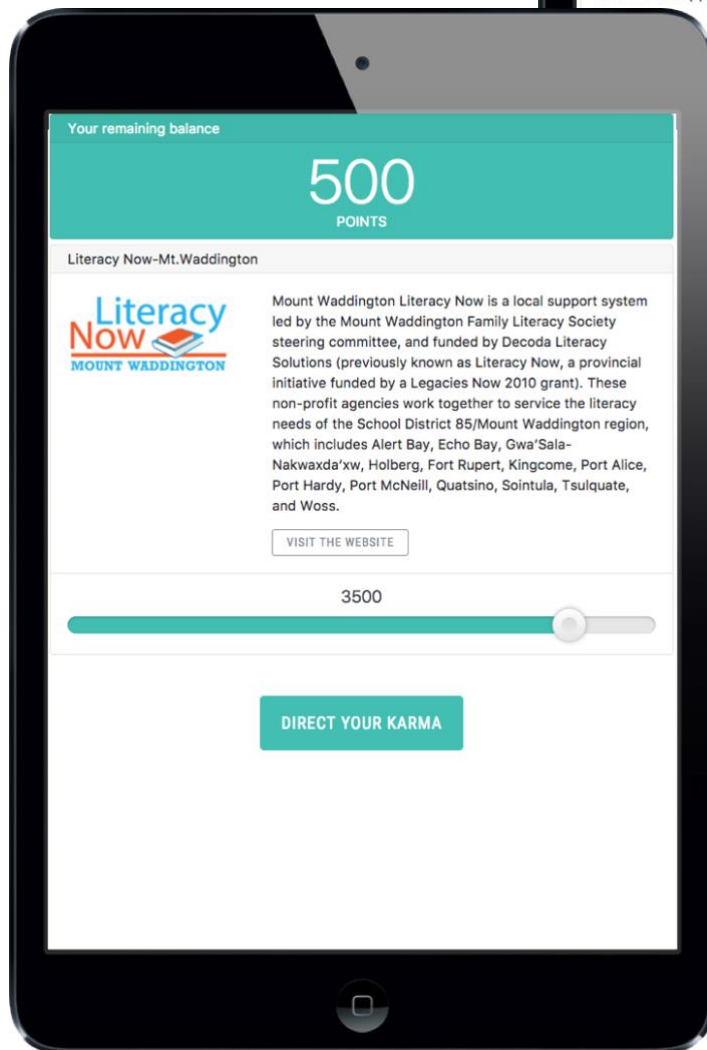 Your remaining balance
500
POINTS
Literacy Now-Mt.Waddington
Literacy
Now
MOUNT WADDINGTON
Mount Waddington Literacy Now is a local support system
led by the Mount Waddington Family Literacy Society
steering committee, and funded by Decoda Literacy
Solutions (previously known as Literacy Now, a provincial
initiative funded by a Legacies Now 2010 grant). These
non-profit agencies work together to service the literacy
needs of the School District 85/Mount Waddington region,
which includes Alert Bay, Echo Bay, Gwa’Sala-
Nakwaxda’xw, Holberg, Fort Rupert, Kingcome, Port Alice,
Port Hardy, Port McNeill, Quatsino, Sointula, Tsulquate,
and Woss.
VISIT THE WEBSITE
3500
DIRECT YOUR KARMA